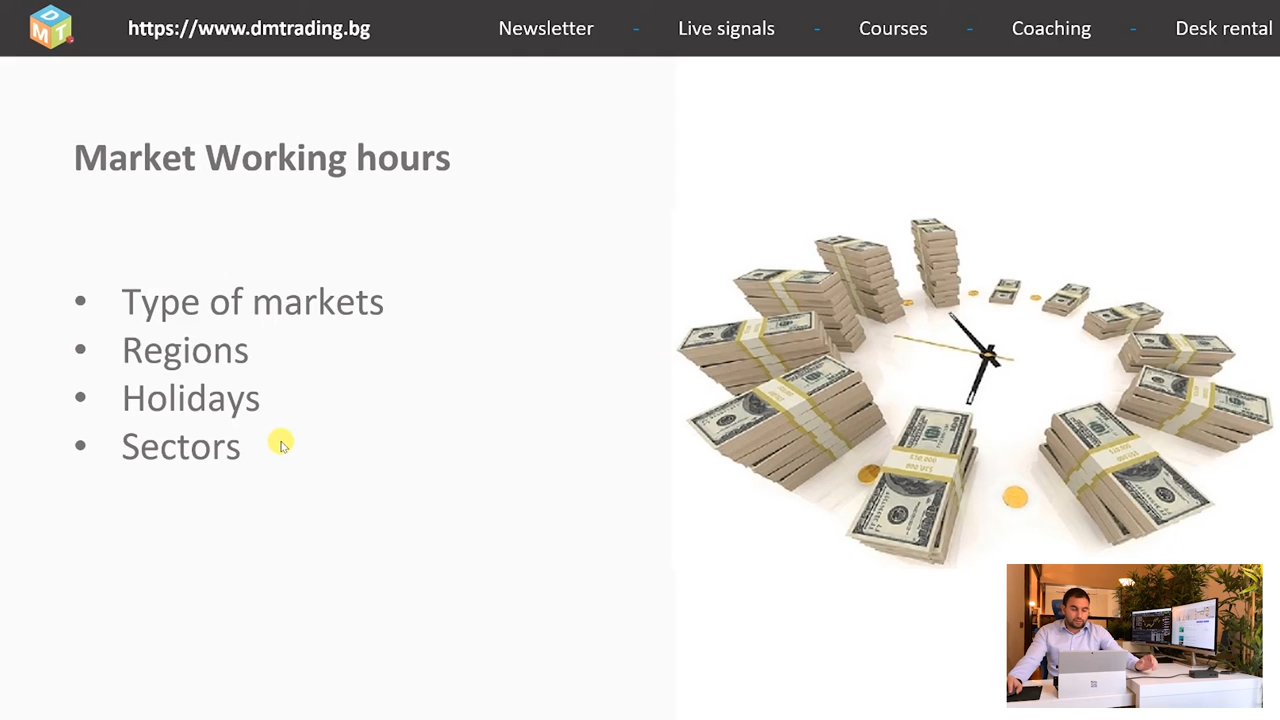 DMT
https://www.dmtrading.bg
Newsletter - Live signals - Courses - Coaching - Desk rental
Market Working hours
• Type of markets
• Regions
• Holidays
• Sectors